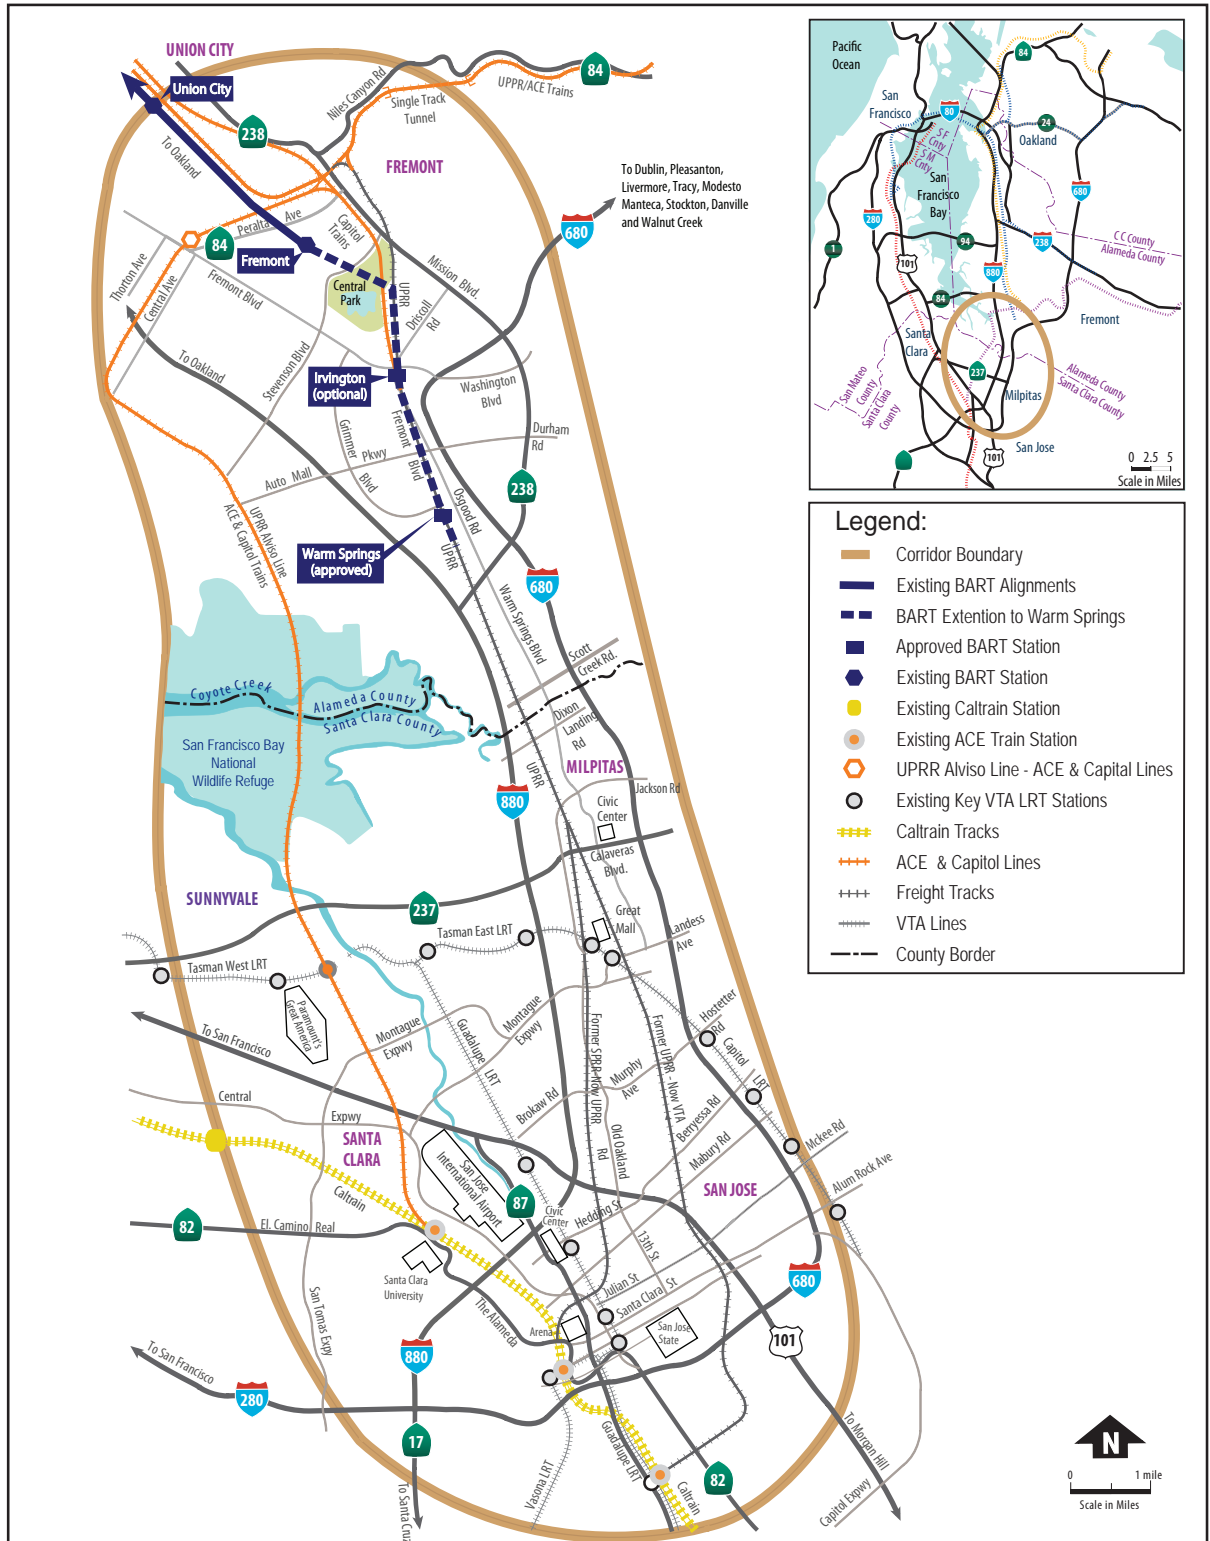 UNION CITY
Union City
238
Niles Canyon Rd
Single Track
Tunnel
UPPR/ACE Trains
84
FREMONT
To Oakland
To Dublin, Pleasanton,
Livermore, Tracy, Modesto
Manteca, Stockton, Danville
and Walnut Creek
680
Peralta Ave
84
Capitol
Trains
Fremont
Thorton Ave
Central Ave
Fremont Blvd
Central
Park
UPRR
Driscoll
Rd
Mission Blvd.
To Oakland
Stevenson Blvd
Irvington
(optional)
Washington
Blvd
Grimmer
Blvd
Fremont
Blvd
Durham
Rd
Auto Mall
Pkwy
238
Osgood Rd
Warm Springs
(approved)
UPRR
UPRR Alviso Line
ACE & Capitol Trains
680
Warm Springs Blvd
Scott
Creek Rd.
Coyote Creek
Alameda County
Santa Clara County
Dixon
Landing
Rd
San Francisco Bay
National
Wildlife Refuge
UPRR
MILPITAS
880
Jackson Rd
Civic
Center
Calaveras
Blvd.
SUNNYVALE
237
Great
Mall
Landess
Ave
Tasman East LRT
Tasman West LRT
Paramount's
Great America
To San Francisco
Montague
Expwy
Guadalupe
LRT
Montague
Expwy
Hostetter
Rd
Capitol
LRT
Former SPRR-Now UPRR
Former UPRR - Now VTA
Murphy
Ave
Brokaw Rd
Berryessa Rd
Mabury Rd
Mckee Rd
Alum Rock Ave
Central
Expwy
SANTA
CLARA
San Jose
International Airport
Old Oakland
Rd
SAN JOSE
Caltrain
87
82
El. Camino Real
Civic
Center
Hedding St
13th St
Santa Clara
University
Julian St
Santa Clara St
680
San Tomas Expy
The Alameda
Arena
San Jose
State
101
880
To San Francisco
280
17
To Santa Cruz
Vasona LRT
Guadalupe LRT
Caltrain
82
To Morgan Hill
Capitol Expwy
N
0 1 mile
Scale in Miles
Pacific
Ocean
San
Francisco
80
84
24
Oakland
S F
Cnty
S M
Cnty
San
Francisco
Bay
680
280
1
101
94
238
880
C C County
Alameda County
84
Fremont
Santa
Clara
237
San Mateo
County
Santa Clara
County
Alameda County
Santa Clara County
Milpitas
San Jose
101
0 2.5 5
Scale in Miles
Legend:
Corridor Boundary
Existing BART Alignments
BART Extention to Warm Springs
Approved BART Station
Existing BART Station
Existing Caltrain Station
Existing ACE Train Station
UPRR Alviso Line - ACE & Capital Lines
Existing Key VTA LRT Stations
Caltrain Tracks
ACE & Capitol Lines
Freight Tracks
VTA Lines
County Border